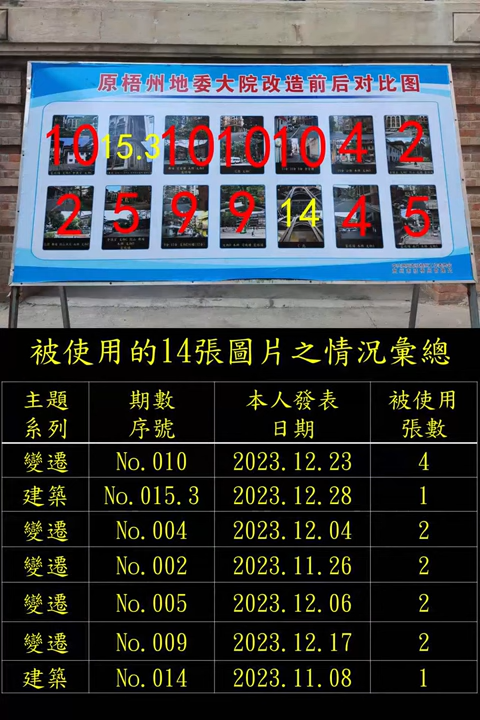 原梧州地委大院改造前后对比图
10 15.3 10 10 10 4 2
2 5 9 9 14 4 5
被使用的14張圖片之情況彙總
主題系列 期數序號 本人發表日期 被使用張數
變遷 No.010 2023.12.23 4
建築 No.015.3 2023.12.28 1
變遷 No.004 2023.12.04 2
變遷 No.002 2023.11.26 2
變遷 No.005 2023.12.06 2
變遷 No.009 2023.12.17 2
建築 No.014 2023.11.08 1